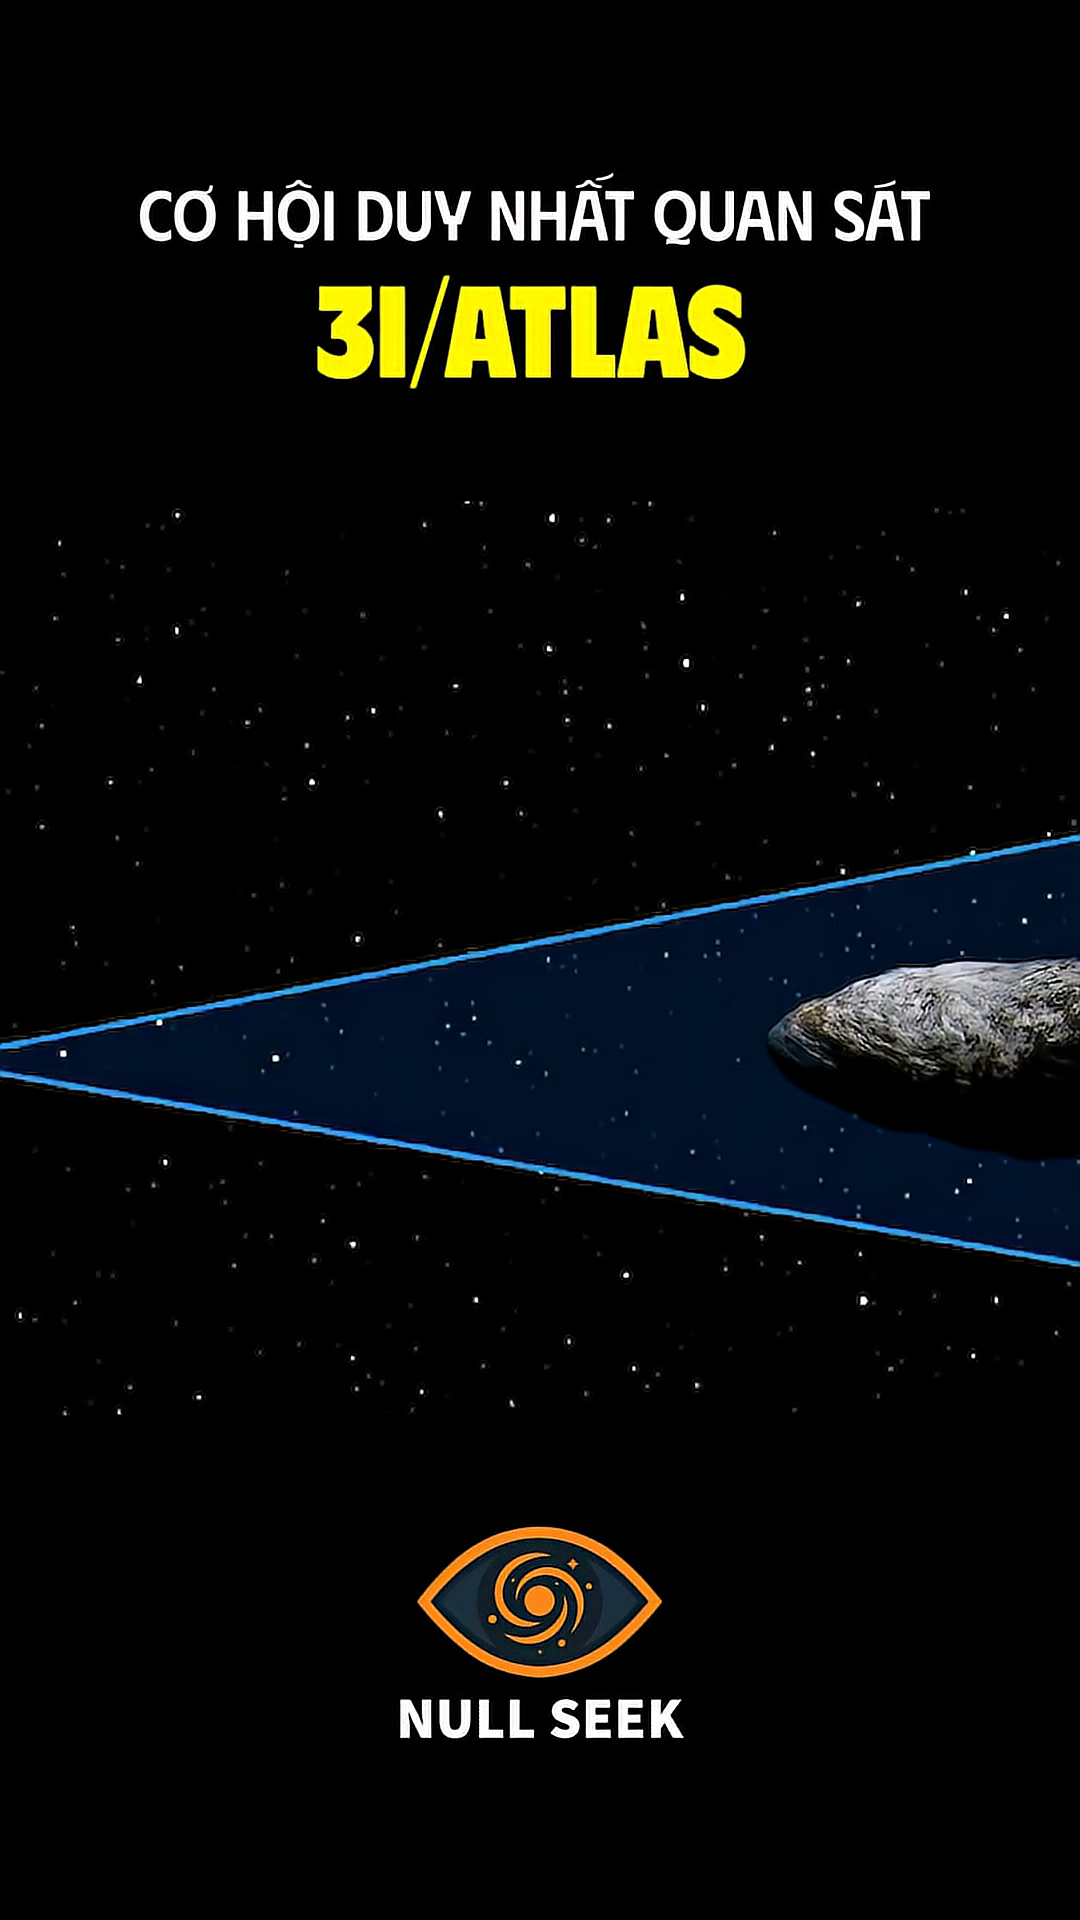 CƠ HỘI DUY NHẤT QUAN SÁT
3I/ATLAS
NULL SEEK